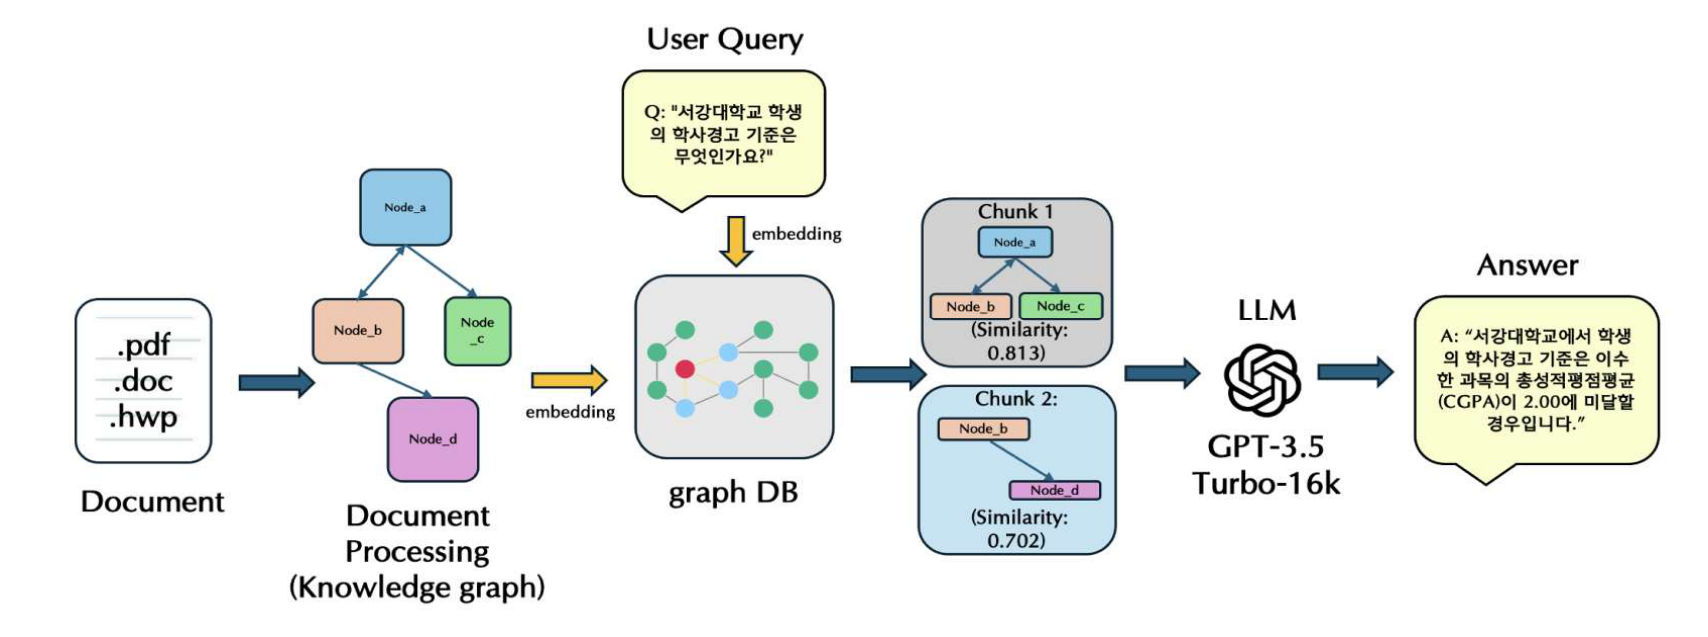 User Query
Q: "서강대학교 학생
의 학사경고 기준은
무엇인가요?"
embedding
.pdf
.doc
.hwp
Document
Node_a
Node_b
Node
_c
Node_d
Document
Processing
(Knowledge graph)
embedding
graph DB
Chunk 1
Node_a
Node_b
Node_c
(Similarity:
0.813)
Chunk 2:
Node_b
Node_d
(Similarity:
0.702)
LLM
GPT-3.5
Turbo-16k
Answer
A: “서강대학교에서 학생
의 학사경고 기준은 이수
한 과목의 총성적평점평균
(CGPA)이 2.00에 미달할
경우입니다.”